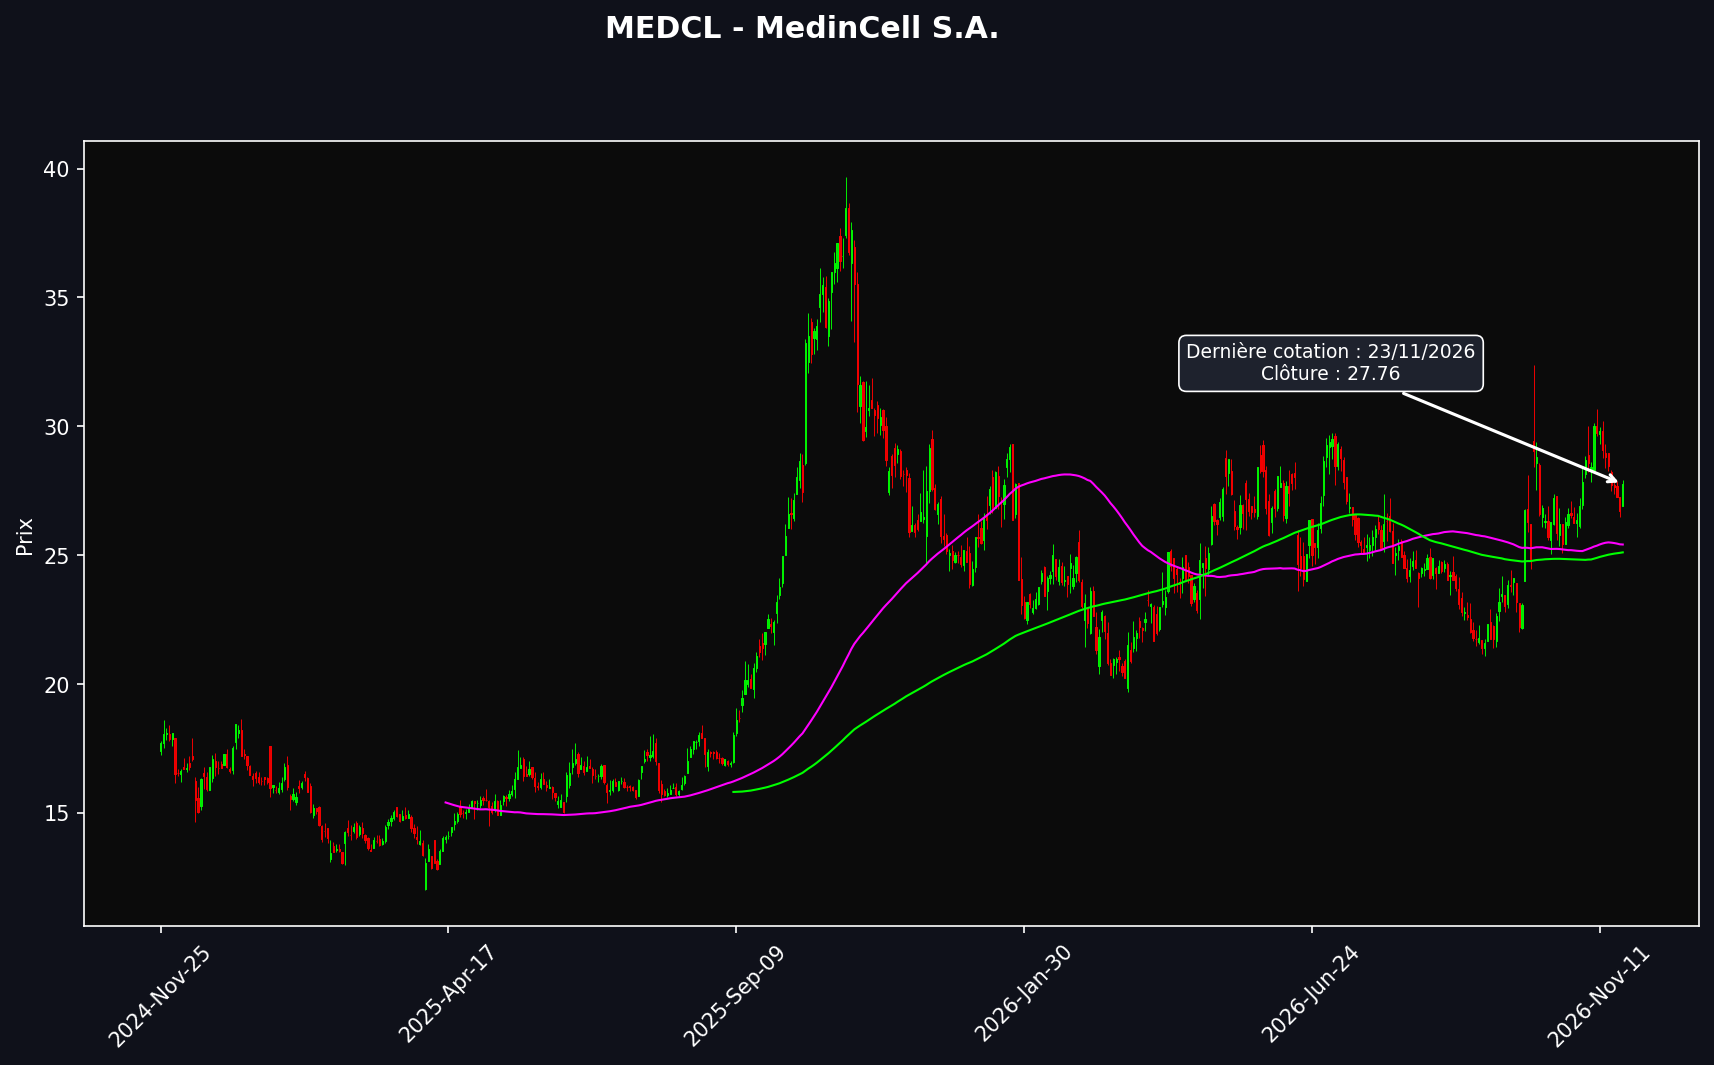 MEDCL - MedinCell S.A.
Prix
40
35
30
25
20
15
Dernière cotation : 23/11/2026
Clôture : 27.76
2024-Nov-25
2025-Apr-17
2025-Sep-09
2026-Jan-30
2026-Jun-24
2026-Nov-11